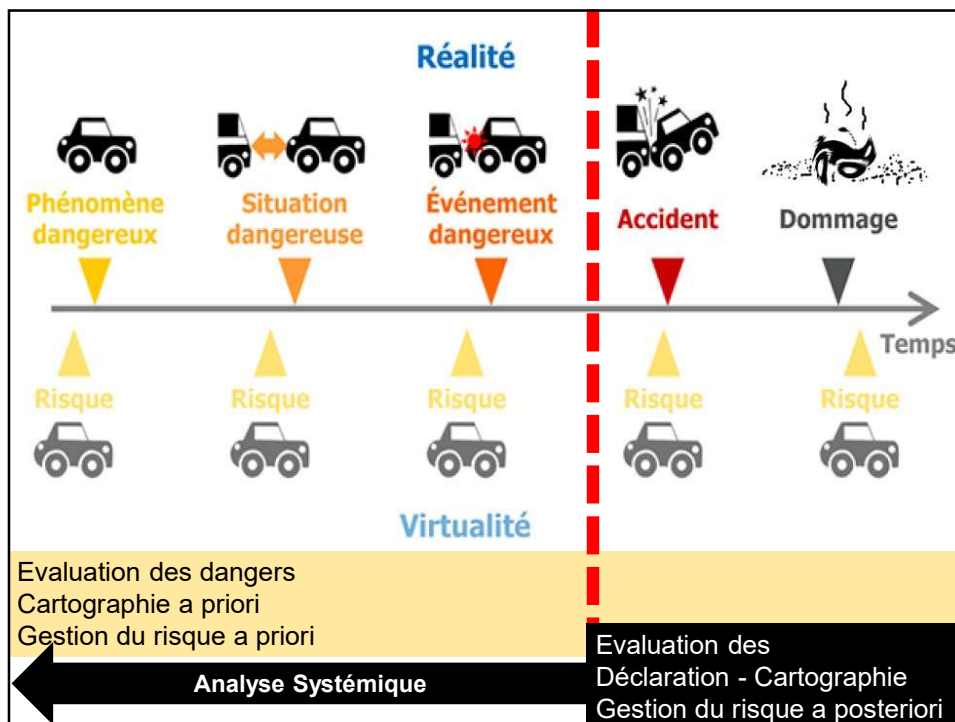 Réalité
Phénomène
dangereux
Situation
dangereuse
Événement
dangereux
Accident
Dommage
Temps
Risque
Risque
Risque
Risque
Risque
Virtualité
Evaluation des dangers
Cartographie a priori
Gestion du risque a priori
Analyse Systémique
Evaluation des
Déclaration - Cartographie
Gestion du risque a posteriori